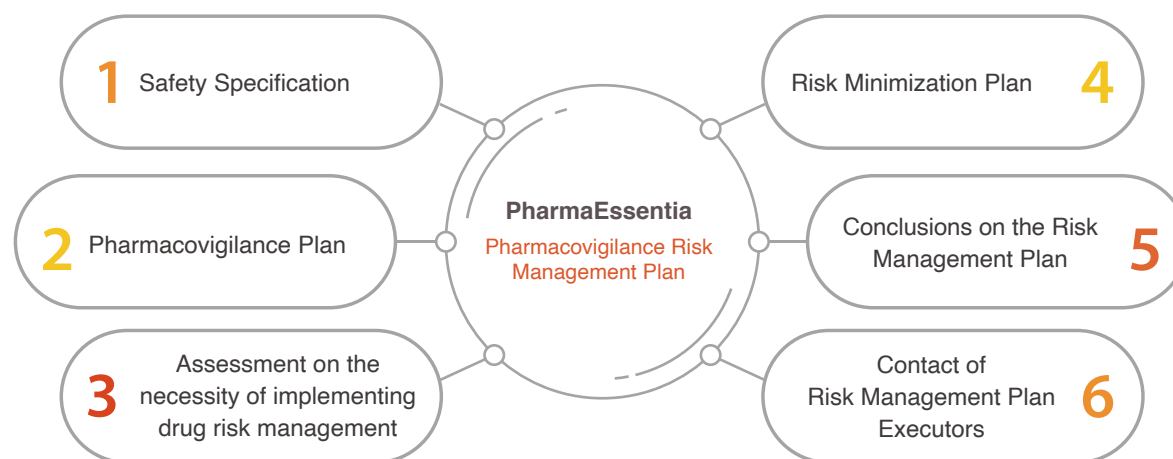 1 Safety Specification
2 Pharmacovigilance Plan
3 Assessment on the
necessity of implementing
drug risk management
PharmaEssentia
Pharmacovigilance Risk
Management Plan
Risk Minimization Plan 4
Conclusions on the Risk
Management Plan 5
Contact of
Risk Management Plan 6
Executors